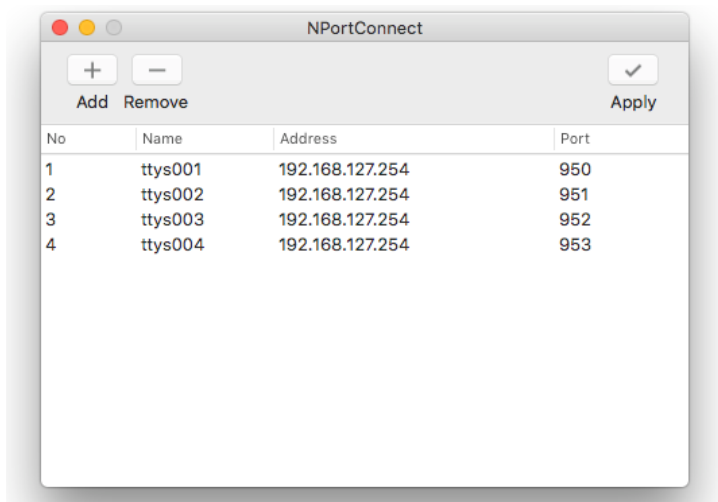 NPortConnect
Add Remove Apply
No Name Address Port
1 ttys001 192.168.127.254 950
2 ttys002 192.168.127.254 951
3 ttys003 192.168.127.254 952
4 ttys004 192.168.127.254 953